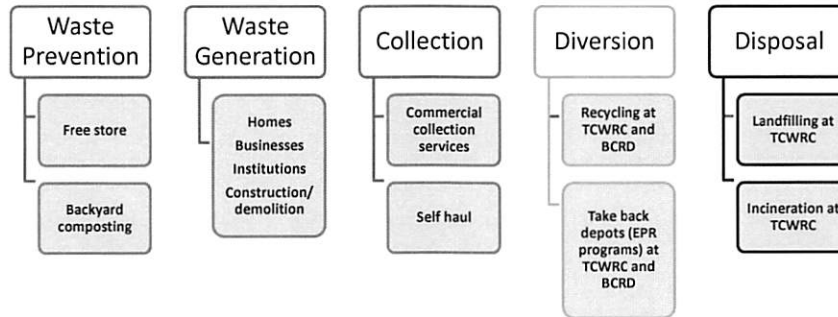 Waste
Prevention
Free store
Backyard
composting
Waste
Generation
Homes
Businesses
Institutions
Construction/
demolition
Collection
Commercial
collection
services
Self haul
Diversion
Recycling at
TCWRC and
BCRD
Take back
depots (EPR
programs) at
TCWRC and
BCRD
Disposal
Landfilling at
TCWRC
Incineration at
TCWRC